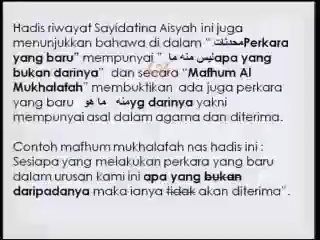 Hadis riwayat Sayidatina Aisyah ini juga
menunjukkan bahawa di dalam “ محدثات Perkara
yang baru” mempunyai “ ليس منه ما apa yang
bukan darinya” dan secara “Mafhum Al
Mukhalafah” membuktikan ada juga perkara
yang baru منه ما هو yg darinya yakni
mempunyai asal dalam agama dan diterima.
Contoh mafhum mukhalafah nas hadis ini :
Sesiapa yang melakukan perkara yang baru
dalam urusan kami ini apa yang bukan
daripadanya maka ianya tidak akan diterima”.